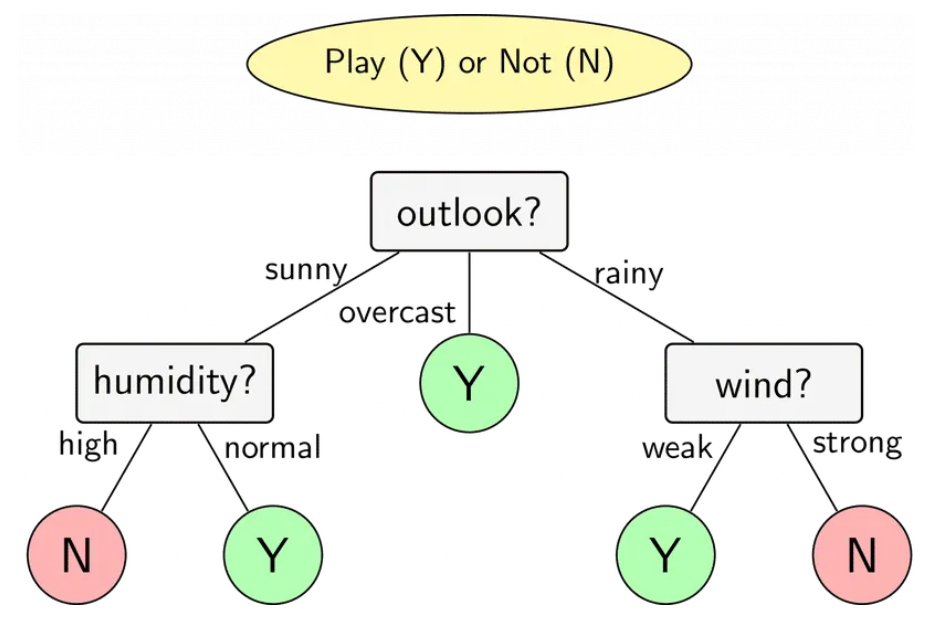 Play (Y) or Not (N)
outlook?
sunny
overcast
rainy
humidity?
Y
wind?
high
normal
weak
strong
N
Y
Y
N